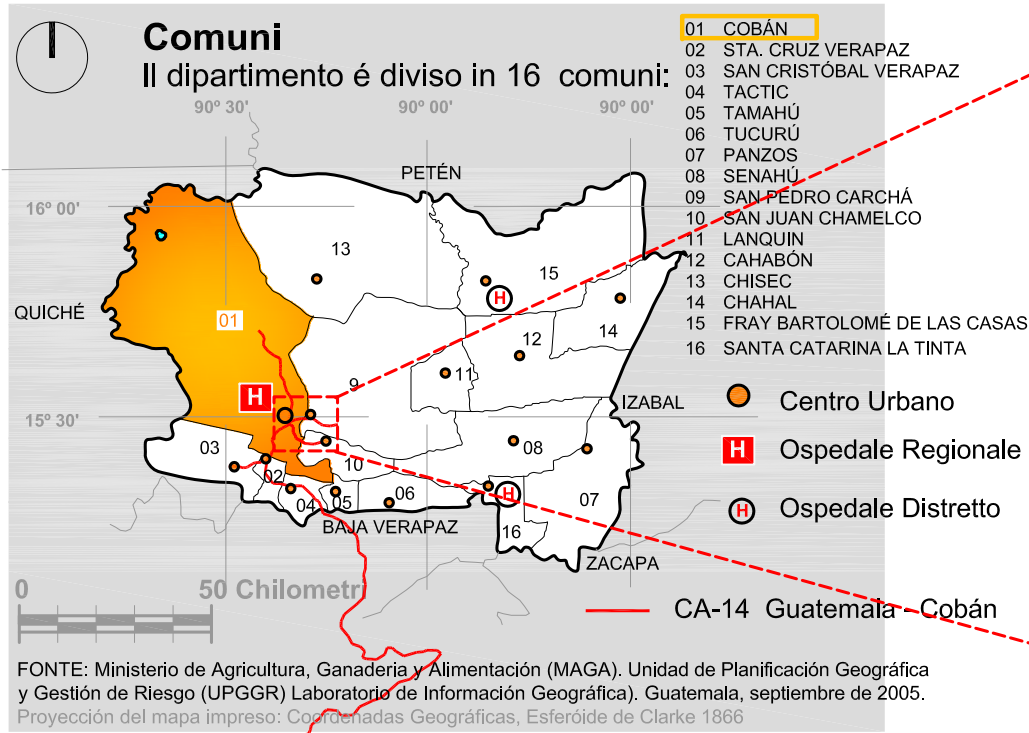 Comuni
Il dipartimento é diviso in 16 comuni:
01 COBÁN
02 STA. CRUZ VERAPAZ
03 SAN CRISTÓBAL VERAPAZ
04 TACTIC
05 TAMAHÚ
06 TUCURÚ
07 PANZOS
08 SENAHÚ
09 SAN PEDRO CARCHÁ
10 SAN JUAN CHAMELCO
11 LANQUIN
12 CAHABÓN
13 CHISEC
14 CHAHAL
15 FRAY BARTOLOMÉ DE LAS CASAS
16 SANTA CATARINA LA TINTA
90° 30' 90° 00' 90° 00'
PETÉN
16° 00'
13
15
QUICHÉ
01
14
12
11
9
H
H
IZABAL
15° 30'
03
10
08
02
04
05
06
H
07
BAJA VERAPAZ
16
ZACAPA
Centro Urbano
H Ospedale Regionale
H Ospedale Distretto
0 50 Chilometri
CA-14 Guatemala - Cobán
FONTE: Ministerio de Agricultura, Ganaderia y Alimentación (MAGA). Unidad de Planificación Geográfica
y Gestión de Riesgo (UPGGR) Laboratorio de Información Geográfica). Guatemala, septiembre de 2005.
Proyección del mapa impreso: Coordenadas Geográficas, Esferóide de Clarke 1866